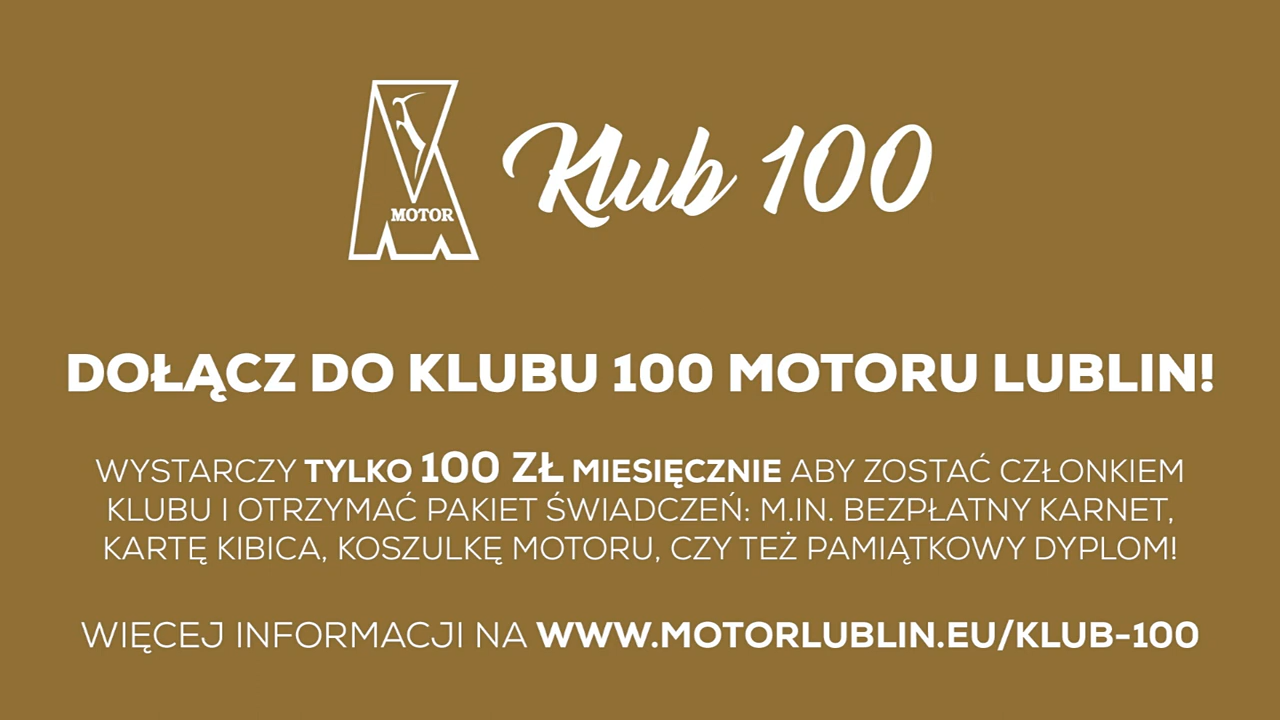 MOTOR
Klub 100
DOŁĄCZ DO KLUBU 100 MOTORU LUBLIN!
WYSTARCZY TYLKO 100 ZŁ MIESIĘCZNIE ABY ZOSTAĆ CZŁONKIEM
KLUBU I OTRZYMAĆ PAKIET ŚWIADCZEŃ: M.IN. BEZPŁATNY KARNET,
KARTĘ KIBICA, KOSZULKĘ MOTORU, CZY TEŻ PAMIĄTKOWY DYPLOM!
WIĘCEJ INFORMACJI NA WWW.MOTORLUBLIN.EU/KLUB-100